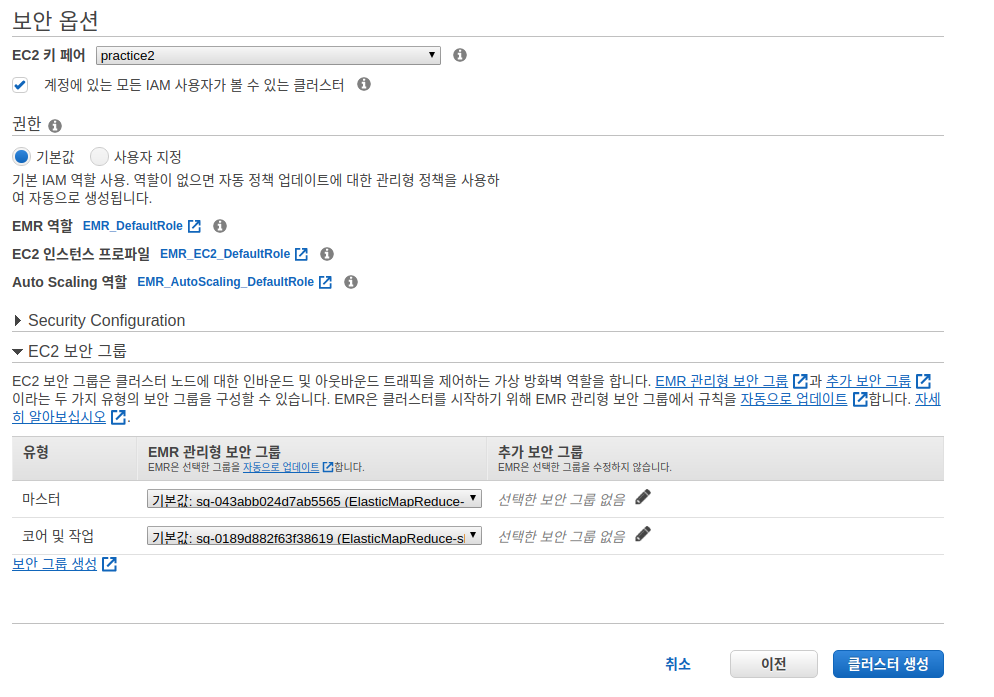 보안 옵션
EC2 키 페어 practice2
계정에 있는 모든 IAM 사용자가 볼 수 있는 클러스터
권한
기본값 사용자 지정
기본 IAM 역할 사용. 역할이 없으면 자동 정책 업데이트에 대한 관리형 정책을 사용하
여 자동으로 생성됩니다.
EMR 역할 EMR_DefaultRole
EC2 인스턴스 프로파일 EMR_EC2_DefaultRole
Auto Scaling 역할 EMR_AutoScaling_DefaultRole
Security Configuration
EC2 보안 그룹
EC2 보안 그룹은 클러스터 노드에 대한 인바운드 및 아웃바운드 트래픽을 제어하는 가상 방화벽 역할을 합니다. EMR 관리형 보안 그룹 과 추가 보안 그룹
이라는 두 가지 유형의 보안 그룹을 구성할 수 있습니다. EMR은 클러스터를 시작하기 위해 EMR 관리형 보안 그룹에서 규칙을 자동으로 업데이트 합니다. 자세
히 알아보십시오 .
유형 EMR 관리형 보안 그룹 추가 보안 그룹
EMR은 선택한 그룹을 자동으로 업데이트 합니다. EMR은 선택한 그룹을 수정하지 않습니다.
마스터 기본값: sg-043abb024d7ab5565 (ElasticMapReduce- 선택한 보안 그룹 없음
코어 및 작업 기본값: sg-0189d882f63f38619 (ElasticMapReduce-sl 선택한 보안 그룹 없음
보안 그룹 생성
취소 이전 클러스터 생성